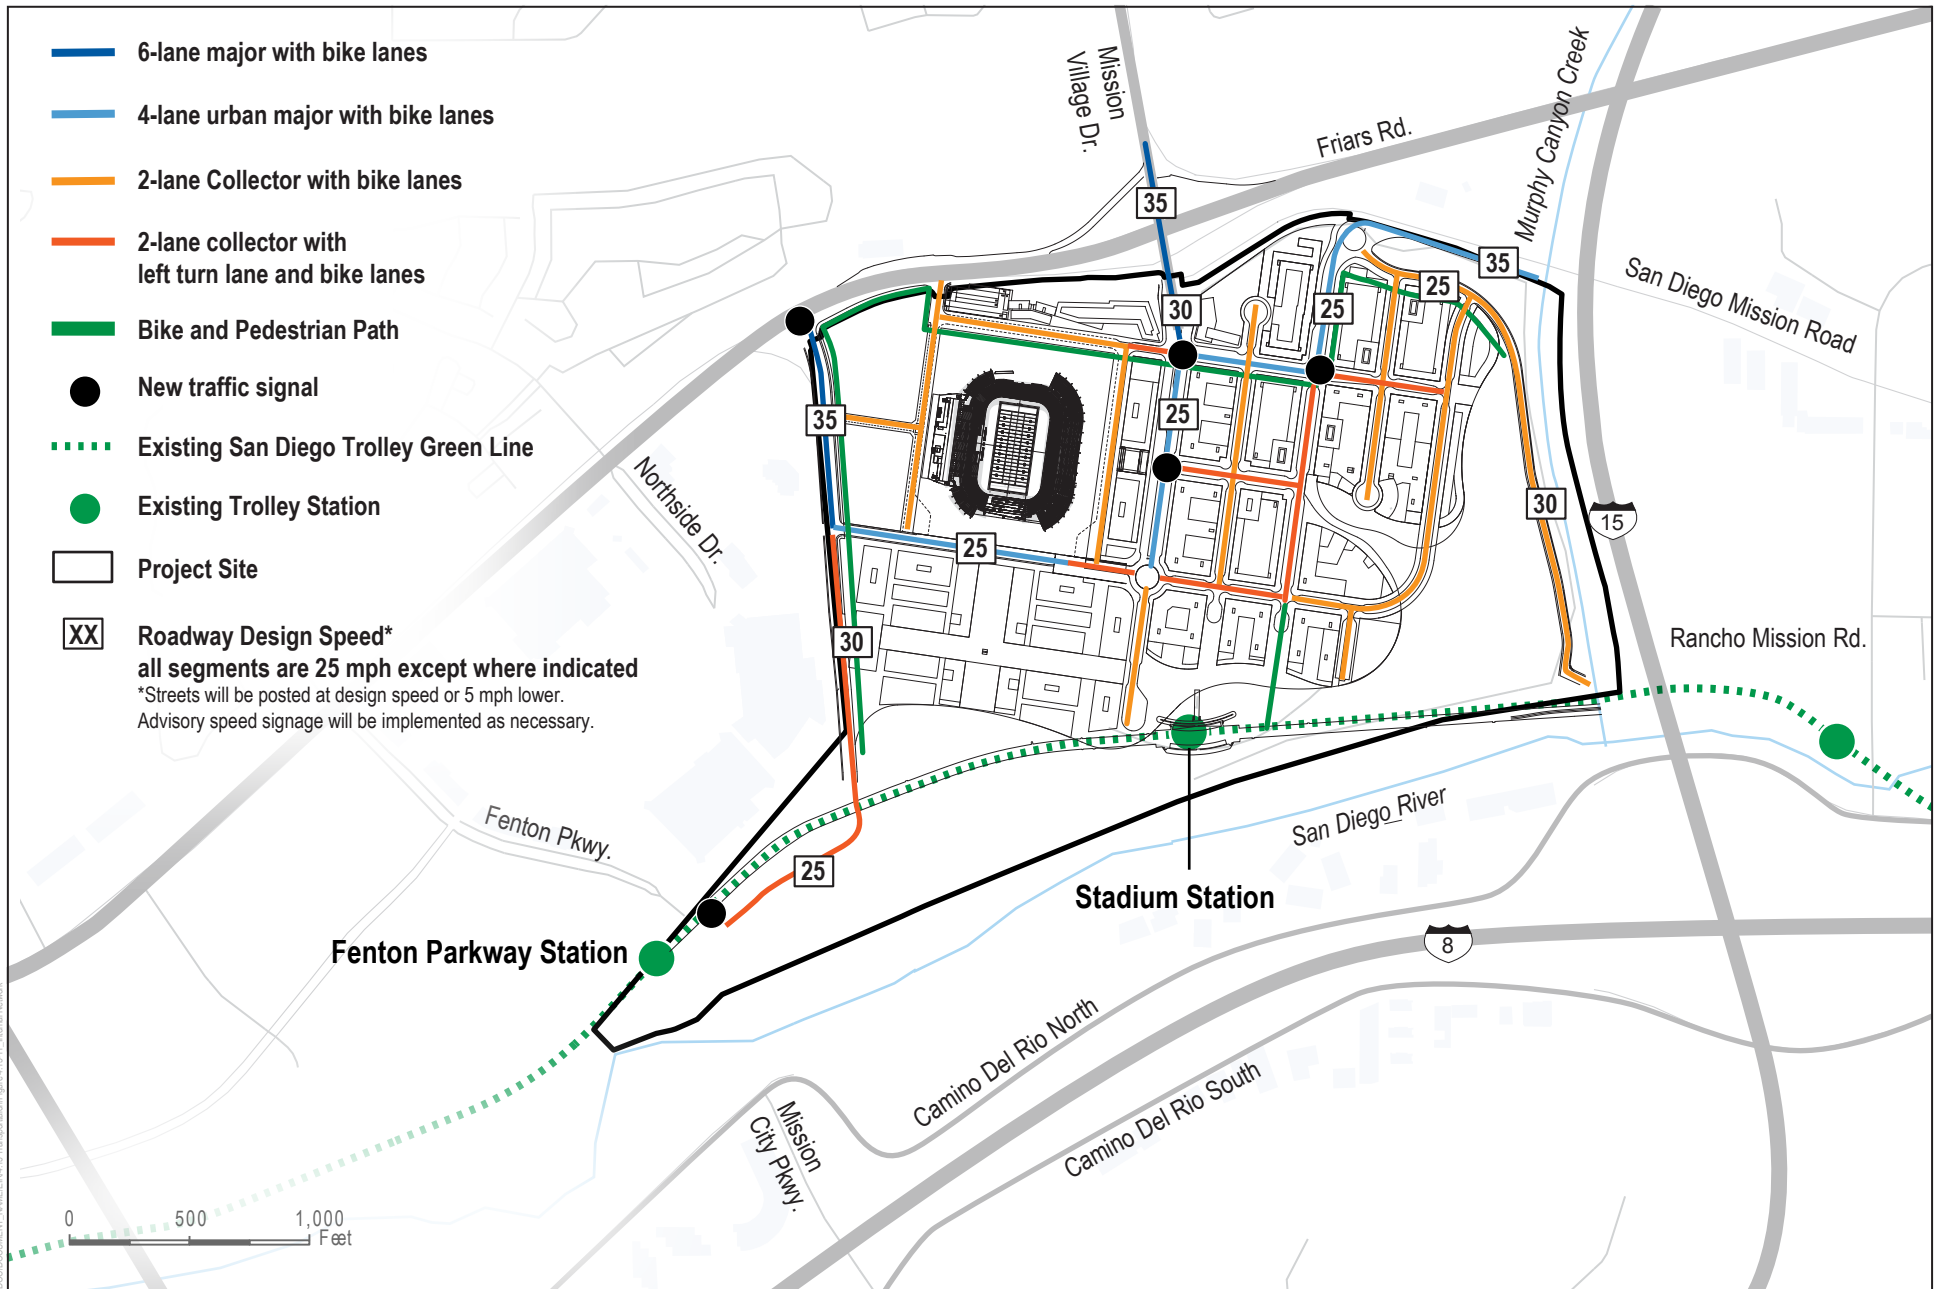 6-lane major with bike lanes
4-lane urban major with bike lanes
2-lane Collector with bike lanes
2-lane collector with
left turn lane and bike lanes
Bike and Pedestrian Path
New traffic signal
Existing San Diego Trolley Green Line
Existing Trolley Station
Project Site
XX
Roadway Design Speed*
all segments are 25 mph except where indicated
*Streets will be posted at design speed or 5 mph lower.
Advisory speed signage will be implemented as necessary.
Mission
Village Dr.
Friars Rd.
Murphy Canyon Creek
San Diego Mission Road
35
35
30
25
25
35
25
30
25
30
25
Northside Dr.
15
Rancho Mission Rd.
Fenton Pkwy.
San Diego River
Stadium Station
Fenton Parkway Station
8
Camino Del Rio North
Camino Del Rio South
Mission
City Pkwy.
0 500 1,000
Feet